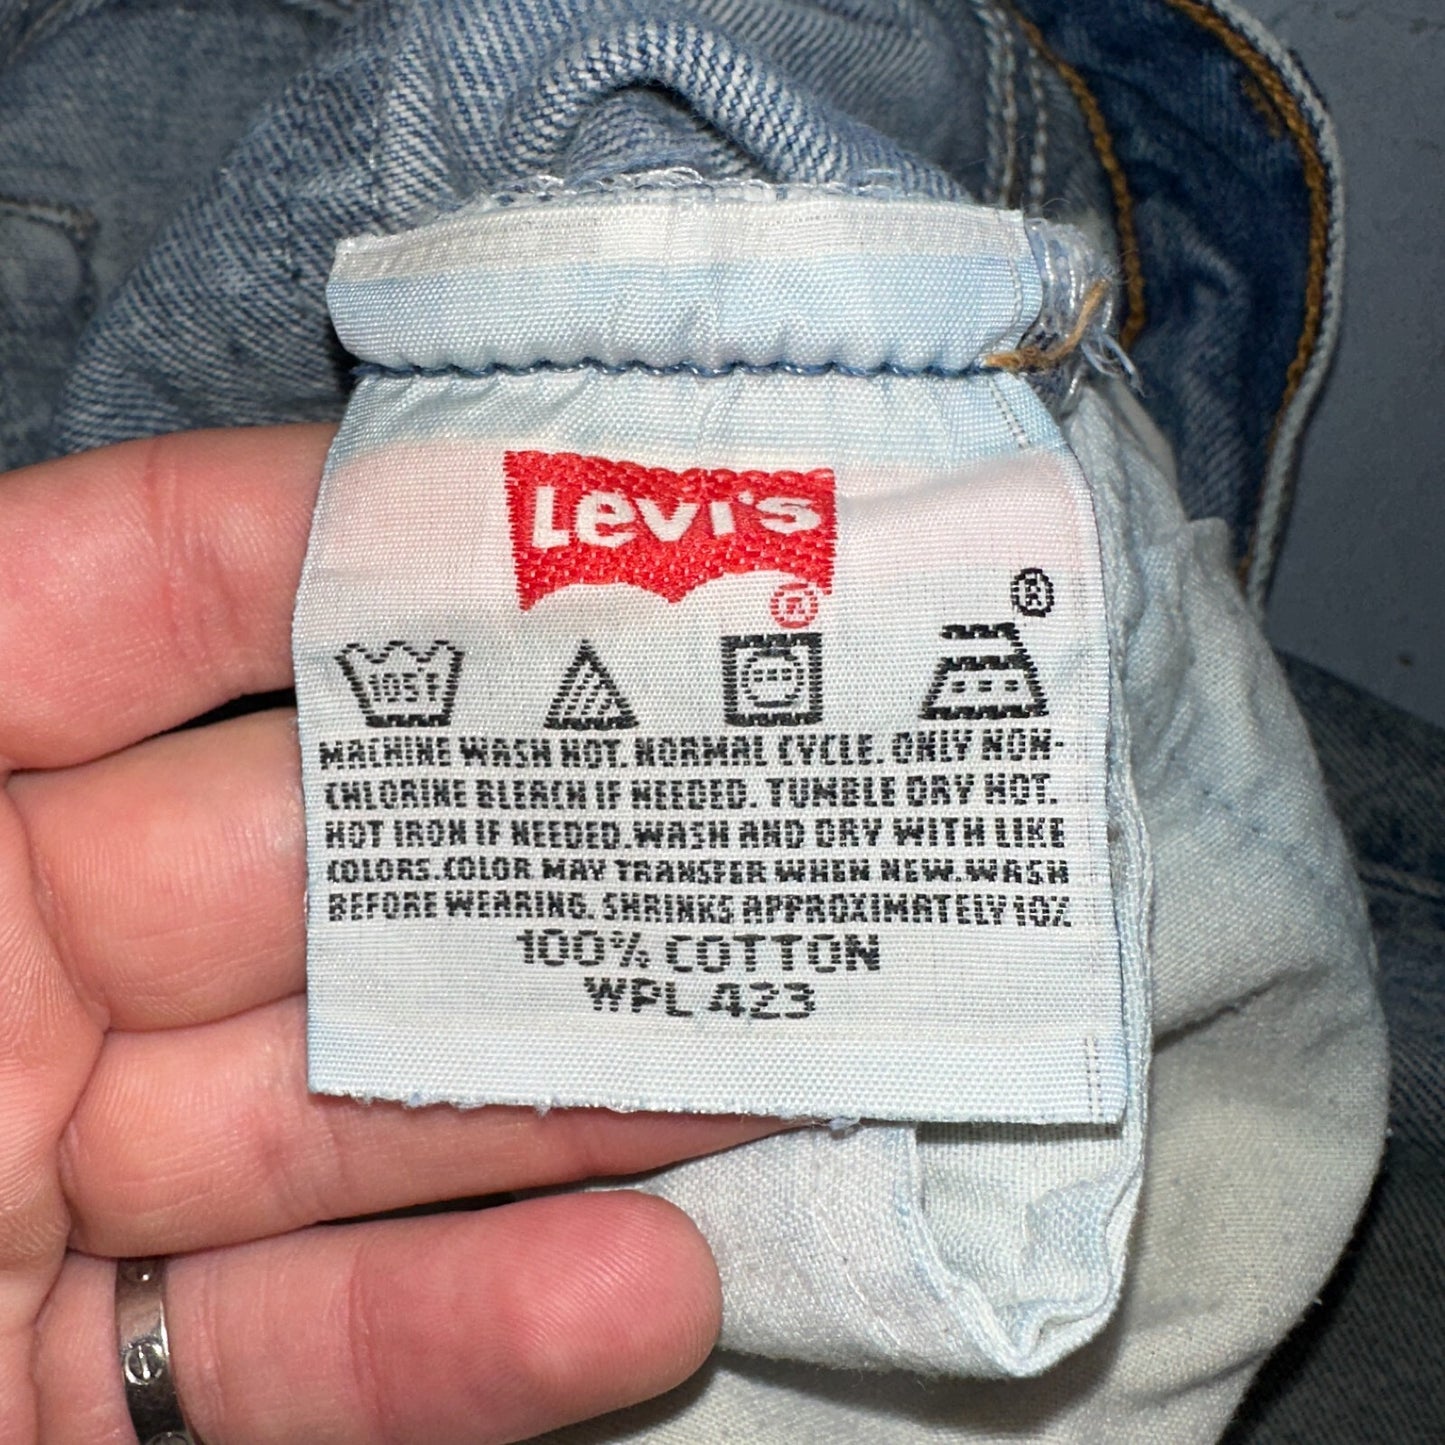 Levi's
®
®
105F
MACHINE WASH HOT. NORMAL CYCLE. ONLY NON-
CHLORINE BLEACH IF NEEDED. TUMBLE DRY HOT.
HOT IRON IF NEEDED. WASH AND DRY WITH LIKE
COLORS. COLOR MAY TRANSFER WHEN NEW. WASH
BEFORE WEARING. SHRINKS APPROXIMATELY 10%
100% COTTON
WPL 423